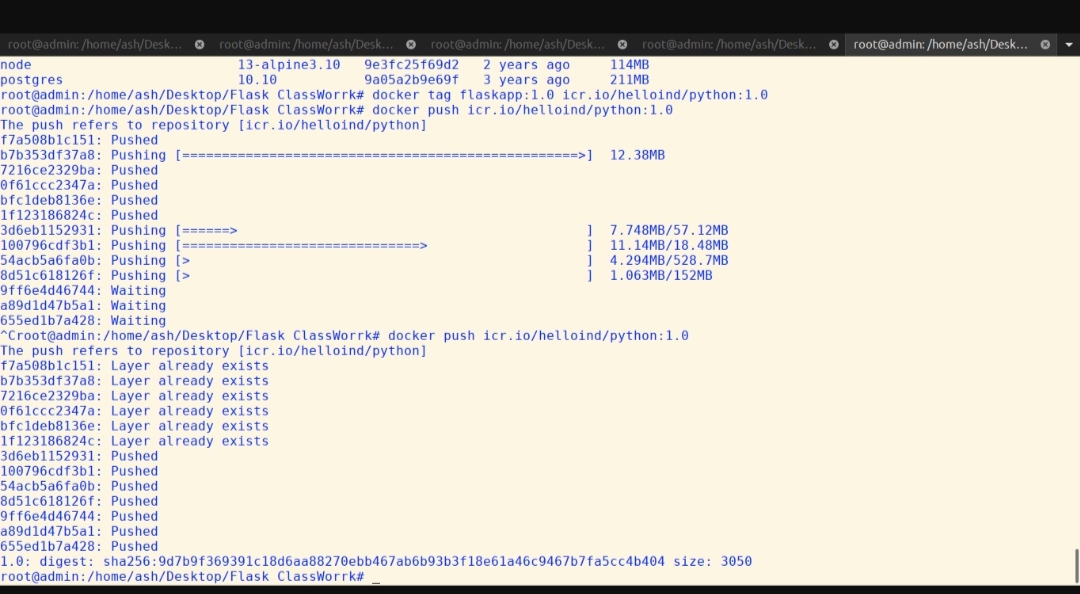 root@admin: /home/ash/Desk... root@admin: /home/ash/Desk... root@admin: /home/ash/Desk... root@admin: /home/ash/Desk... root@admin: /home/ash/Desk...
node 13-alpine3.10 9e3fc25f69d2 2 years ago 114MB
postgres 10.10 9a05a2b9e69f 3 years ago 211MB
root@admin:/home/ash/Desktop/Flask ClassWorrk# docker tag flaskapp:1.0 icr.io/helloind/python:1.0
root@admin:/home/ash/Desktop/Flask ClassWorrk# docker push icr.io/helloind/python:1.0
The push refers to repository [icr.io/helloind/python]
f7a508b1c151: Pushed
b7b353df37a8: Pushing [==================================================>] 12.38MB
7216ce2329ba: Pushed
0f61ccc2347a: Pushed
bfc1deb8136e: Pushed
1f123186824c: Pushed
3d6eb1152931: Pushing [======> ] 7.748MB/57.12MB
100796cdf3b1: Pushing [==============================> ] 11.14MB/18.48MB
54acb5a6fa0b: Pushing [> ] 4.294MB/528.7MB
8d51c618126f: Pushing [> ] 1.063MB/152MB
9ff6e4d46744: Waiting
a89d1d47b5a1: Waiting
655ed1b7a428: Waiting
^Croot@admin:/home/ash/Desktop/Flask ClassWorrk# docker push icr.io/helloind/python:1.0
The push refers to repository [icr.io/helloind/python]
f7a508b1c151: Layer already exists
b7b353df37a8: Layer already exists
7216ce2329ba: Layer already exists
0f61ccc2347a: Layer already exists
bfc1deb8136e: Layer already exists
1f123186824c: Layer already exists
3d6eb1152931: Pushed
100796cdf3b1: Pushed
54acb5a6fa0b: Pushed
8d51c618126f: Pushed
9ff6e4d46744: Pushed
a89d1d47b5a1: Pushed
655ed1b7a428: Pushed
1.0: digest: sha256:9d7b9f369391c18d6aa88270ebb467ab6b93b3f18e61a46c9467b7fa5cc4b404 size: 3050
root@admin:/home/ash/Desktop/Flask ClassWorrk# _